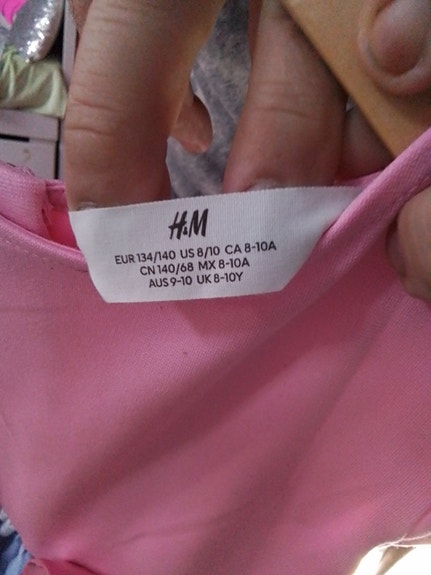 H&M
EUR 134/140 US 8/10 CA 8-10A
CN 140/68 MX 8-10A
AUS 9-10 UK 8-10Y